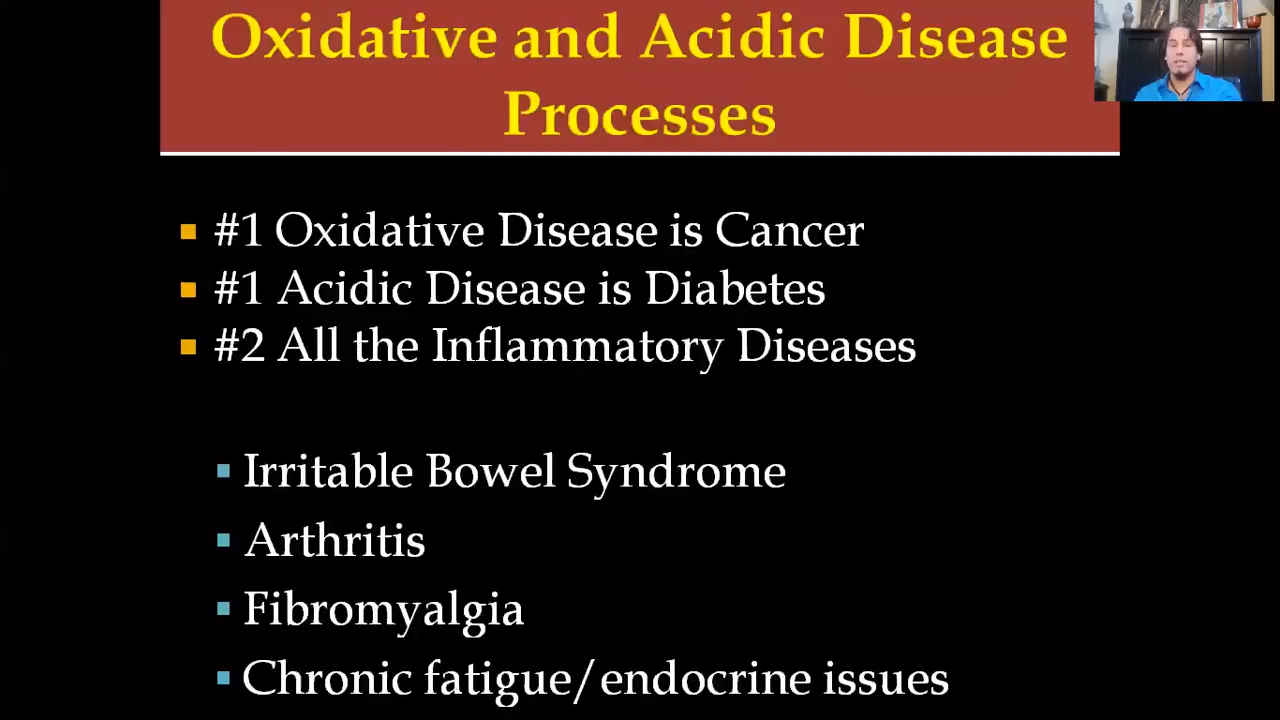 Oxidative and Acidic Disease
Processes
#1 Oxidative Disease is Cancer
#1 Acidic Disease is Diabetes
#2 All the Inflammatory Diseases
Irritable Bowel Syndrome
Arthritis
Fibromyalgia
Chronic fatigue/endocrine issues